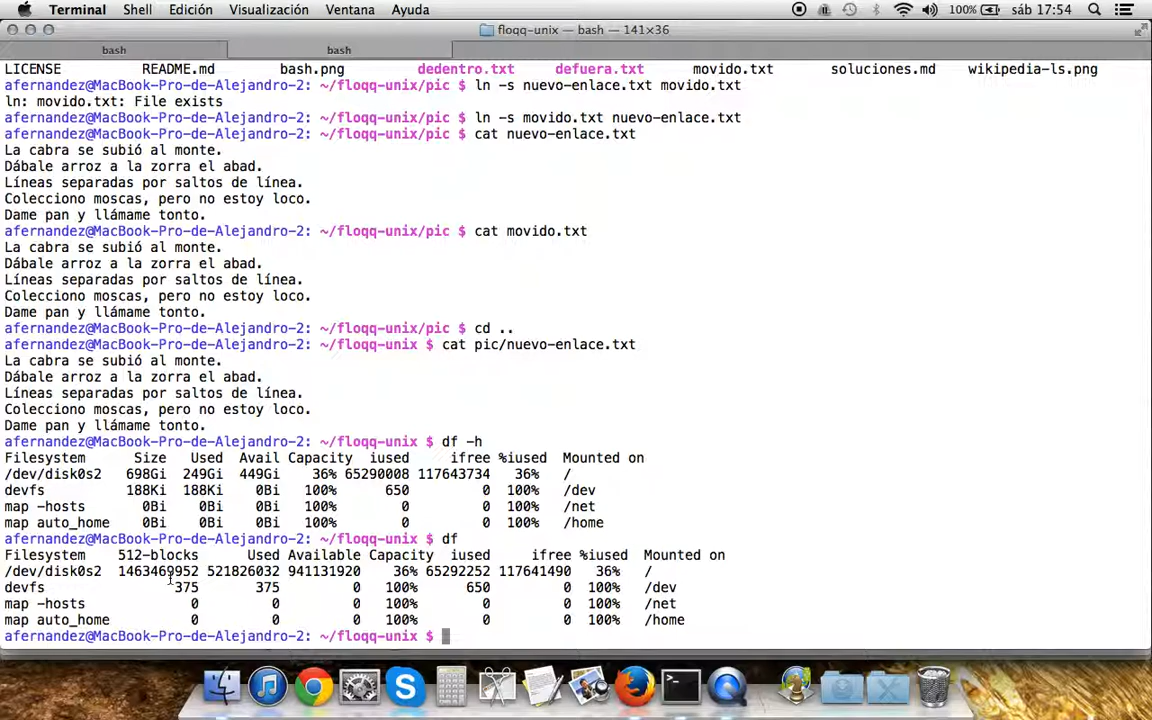 Terminal Shell Edición Visualización Ventana Ayuda 100% sáb 17:54
floqq-unix — bash — 141×36
bash bash
LICENSE README.md bash.png dedentro.txt defuera.txt movido.txt soluciones.md wikipedia-ls.png
afernandez@MacBook-Pro-de-Alejandro-2: ~/floqq-unix/pic $ ln -s nuevo-enlace.txt movido.txt
ln: movido.txt: File exists
afernandez@MacBook-Pro-de-Alejandro-2: ~/floqq-unix/pic $ ln -s movido.txt nuevo-enlace.txt
afernandez@MacBook-Pro-de-Alejandro-2: ~/floqq-unix/pic $ cat nuevo-enlace.txt
La cabra se subió al monte.
Dábale arroz a la zorra el abad.
Líneas separadas por saltos de línea.
Colecciono moscas, pero no estoy loco.
Dame pan y llámame tonto.
afernandez@MacBook-Pro-de-Alejandro-2: ~/floqq-unix/pic $ cat movido.txt
La cabra se subió al monte.
Dábale arroz a la zorra el abad.
Líneas separadas por saltos de línea.
Colecciono moscas, pero no estoy loco.
Dame pan y llámame tonto.
afernandez@MacBook-Pro-de-Alejandro-2: ~/floqq-unix/pic $ cd ..
afernandez@MacBook-Pro-de-Alejandro-2: ~/floqq-unix $ cat pic/nuevo-enlace.txt
La cabra se subió al monte.
Dábale arroz a la zorra el abad.
Líneas separadas por saltos de línea.
Colecciono moscas, pero no estoy loco.
Dame pan y llámame tonto.
afernandez@MacBook-Pro-de-Alejandro-2: ~/floqq-unix $ df -h
Filesystem Size Used Avail Capacity iused ifree %iused Mounted on
/dev/disk0s2 698Gi 249Gi 449Gi 36% 65290008 117643734 36% /
devfs 188Ki 188Ki 0Bi 100% 650 0 100% /dev
map -hosts 0Bi 0Bi 0Bi 100% 0 0 100% /net
map auto_home 0Bi 0Bi 0Bi 100% 0 0 100% /home
afernandez@MacBook-Pro-de-Alejandro-2: ~/floqq-unix $ df
Filesystem 512-blocks Used Available Capacity iused ifree %iused Mounted on
/dev/disk0s2 1463469952 521826032 941131920 36% 65292252 117641490 36% /
devfs 375 375 0 100% 650 0 100% /dev
map -hosts 0 0 0 100% 0 0 100% /net
map auto_home 0 0 0 100% 0 0 100% /home
afernandez@MacBook-Pro-de-Alejandro-2: ~/floqq-unix $